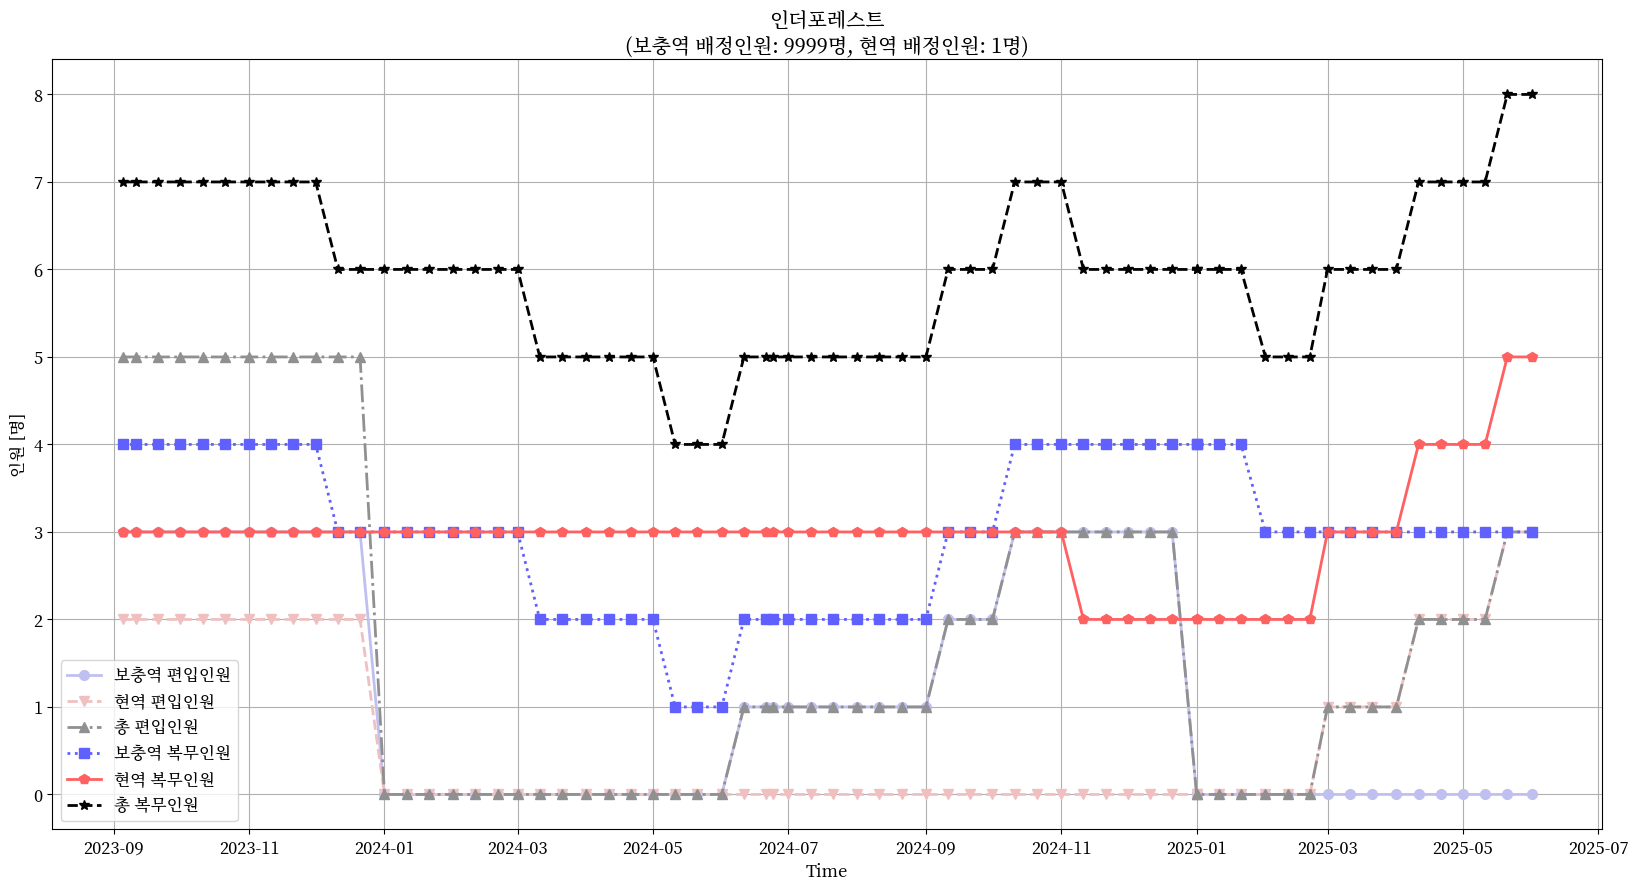 인더포레스트
(보충역 배정인원: 9999명, 현역 배정인원: 1명)
인원 [명]
8
7
6
5
4
3
2
1
0
보충역 편입인원
현역 편입인원
총 편입인원
보충역 복무인원
현역 복무인원
총 복무인원
2023-09
2023-11
2024-01
2024-03
2024-05
2024-07
2024-09
2024-11
2025-01
2025-03
2025-05
2025-07
Time